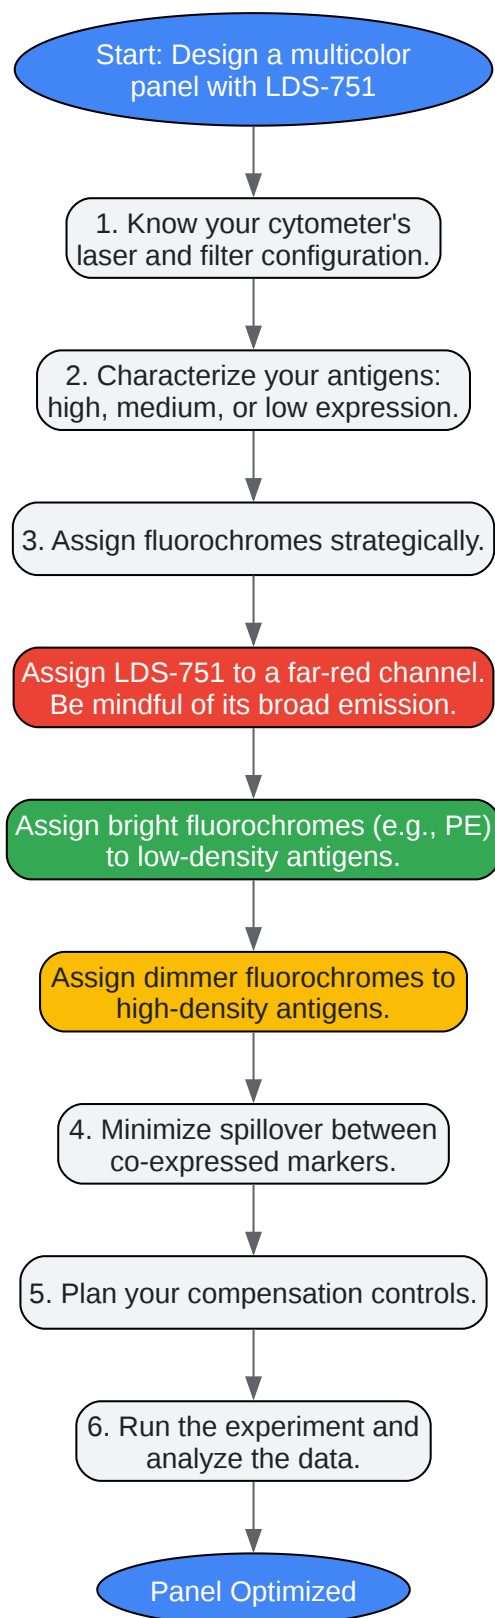 Start: Design a multicolor
panel with LDS-751
1. Know your cytometer's
laser and filter configuration.
2. Characterize your antigens:
high, medium, or low expression.
3. Assign fluorochromes strategically.
Assign LDS-751 to a far-red channel.
Be mindful of its broad emission.
Assign bright fluorochromes (e.g., PE)
to low-density antigens.
Assign dimmer fluorochromes to
high-density antigens.
4. Minimize spillover between
co-expressed markers.
5. Plan your compensation controls.
6. Run the experiment and
analyze the data.
Panel Optimized